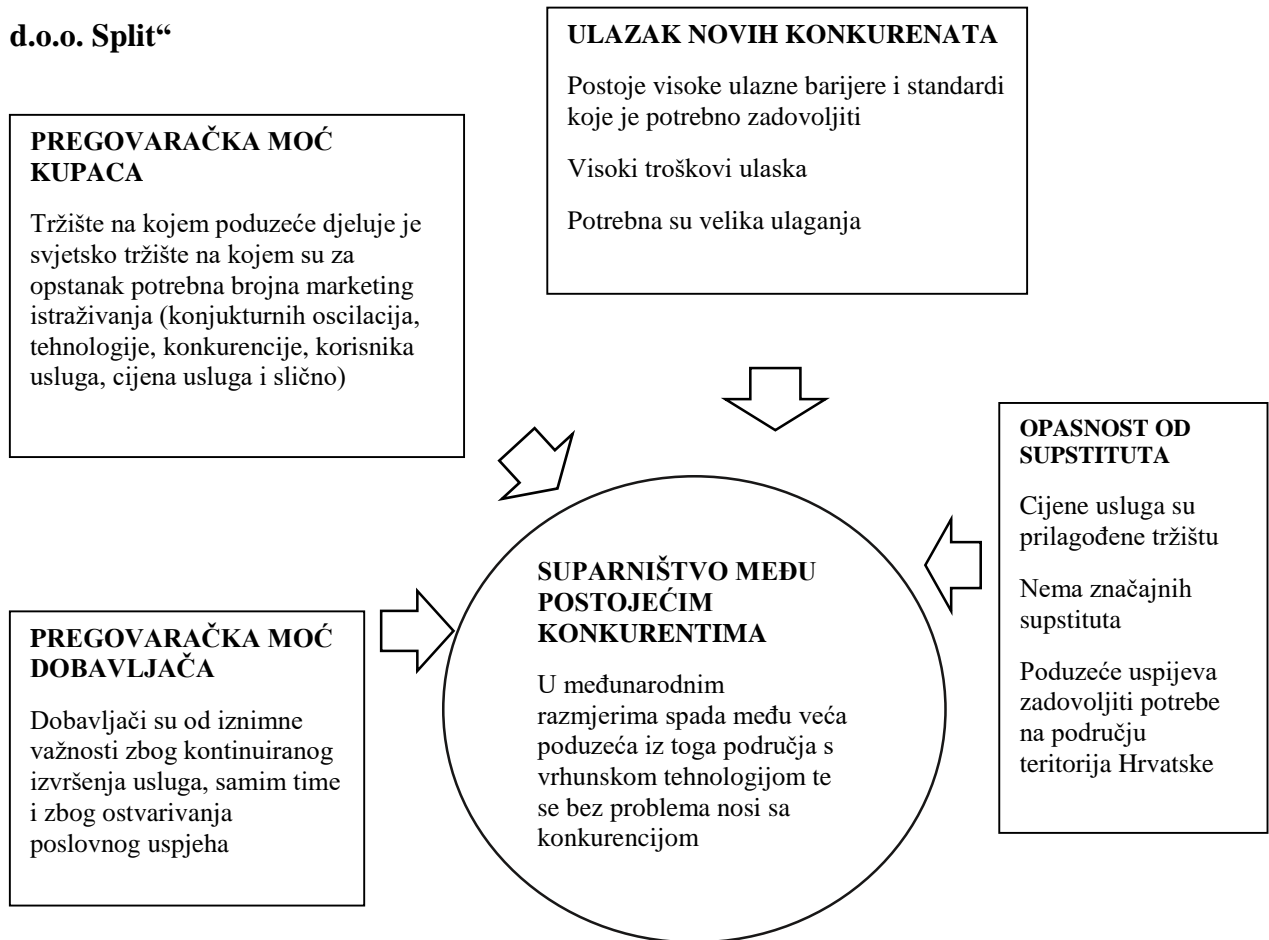 d.o.o. Split“
ULAZAK NOVIH KONKURENATA
Postoje visoke ulazne barijere i standardi
koje je potrebno zadovoljiti
Visoki troškovi ulaska
Potrebna su velika ulaganja
PREGOVARAČKA MOĆ
KUPACA
Tržište na kojem poduzeće djeluje je
svjetsko tržište na kojem su za
opstanak potrebna brojna marketing
istraživanja (konjukturnih oscilacija,
tehnologije, konkurencije, korisnika
usluga, cijena usluga i slično)
OPASNOST OD
SUPSTITUTA
Cijene usluga su
prilagođene tržištu
Nema značajnih
supstituta
Poduzeće uspijeva
zadovoljiti potrebe
na području
teritorija Hrvatske
SUPARNIŠTVO MEĐU
POSTOJEĆIM
KONKURENTIMA
U međunarodnim
razmjerima spada među veća
poduzeća iz toga područja s
vrhunskom tehnologijom te
se bez problema nosi sa
konkurencijom
PREGOVARAČKA MOĆ
DOBAVLJAČA
Dobavljači su od iznimne
važnosti zbog kontinuiranog
izvršenja usluga, samim time
i zbog ostvarivanja
poslovnog uspjeha